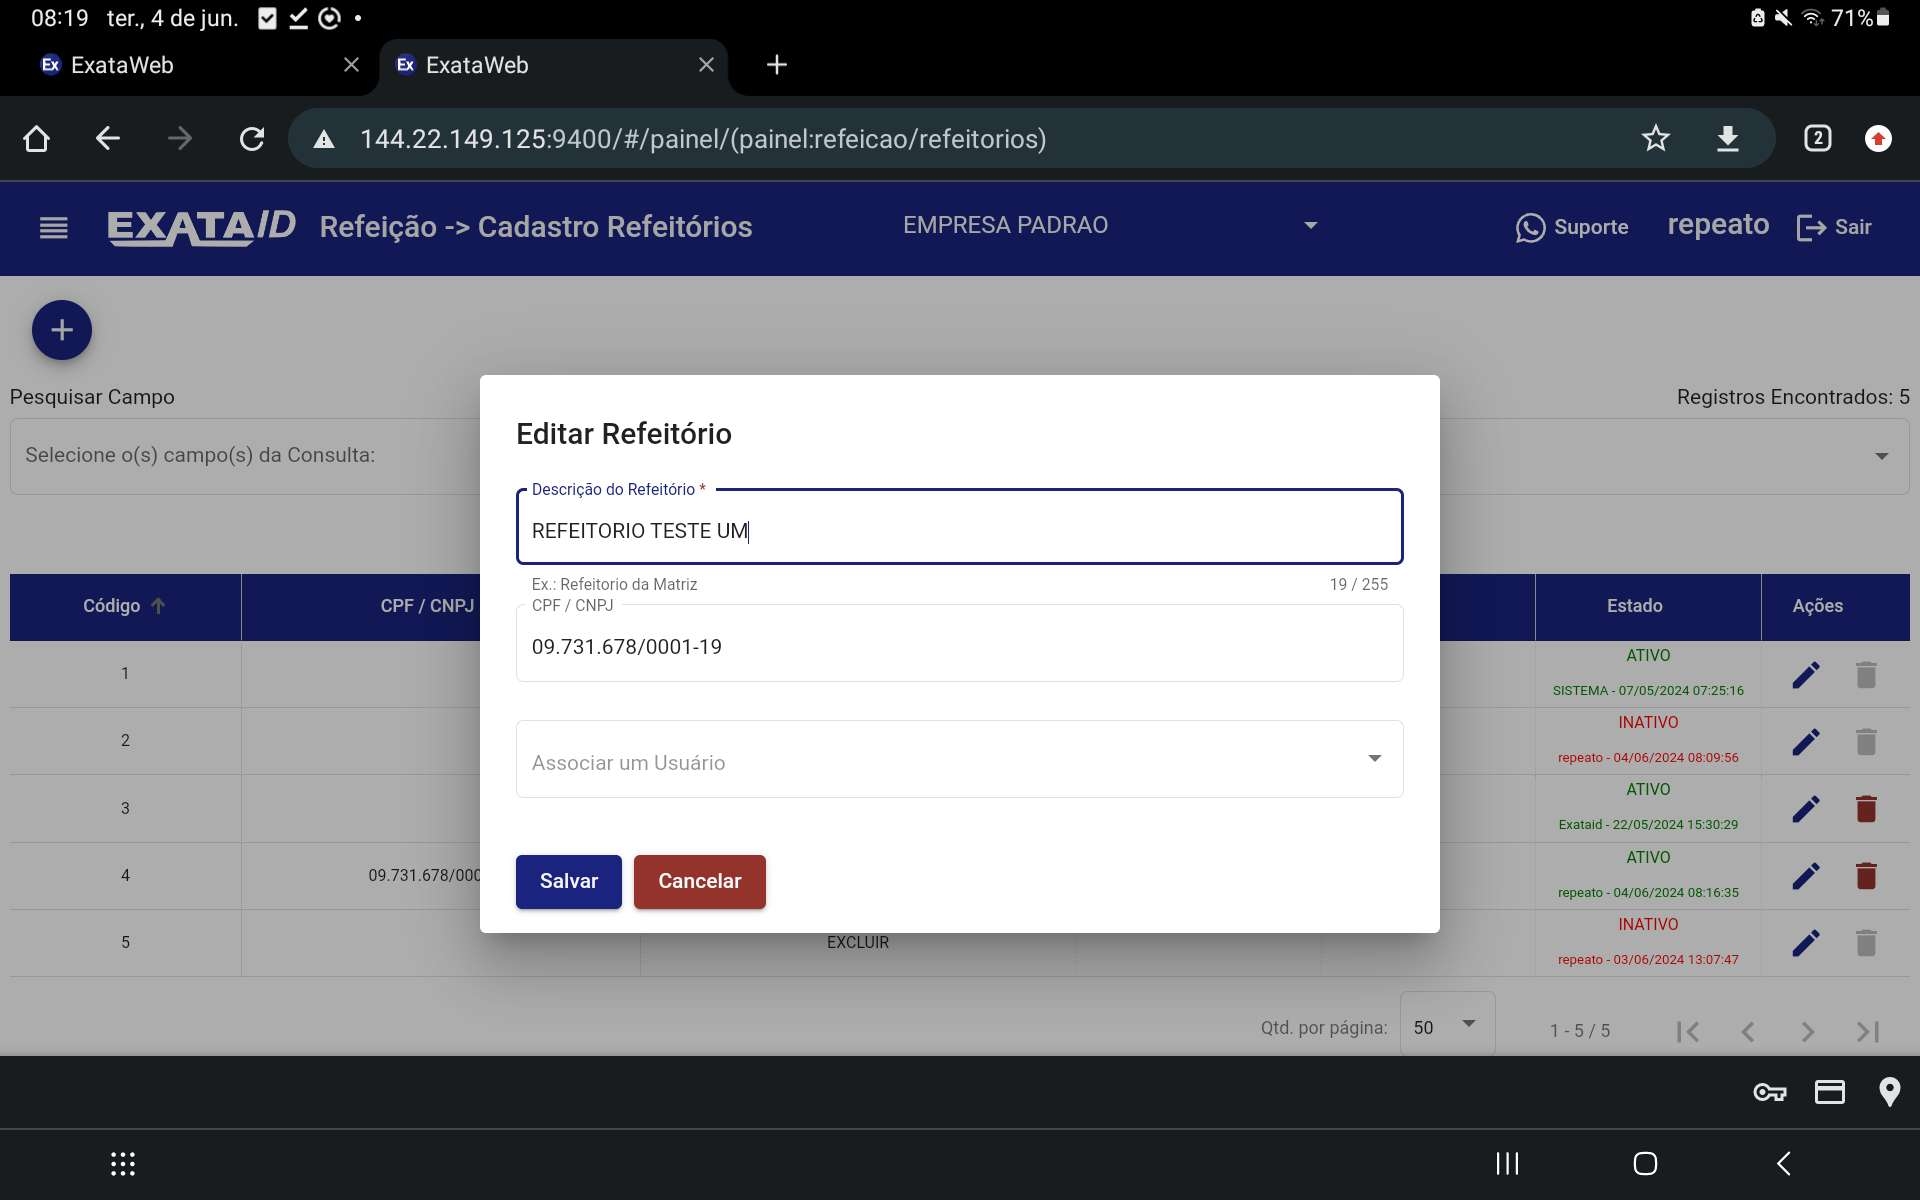 08:19 ter., 4 de jun.
71%
Ex ExataWeb
Ex ExataWeb
144.22.149.125:9400/#/painel/(painel:refeicao/refeitorios)
2
EXATA/ID Refeição -> Cadastro Refeitórios
EMPRESA PADRAO
Suporte
repeato
Sair
Pesquisar Campo
Registros Encontrados: 5
Selecione o(s) campo(s) da Consulta:
Editar Refeitório
Descrição do Refeitório *
REFEITORIO TESTE UM
Ex.: Refeitorio da Matriz
19 / 255
CPF / CNPJ
09.731.678/0001-19
Associar um Usuário
Salvar
Cancelar
Código
CPF / CNPJ
Estado
Ações
1
ATIVO
SISTEMA - 07/05/2024 07:25:16
2
INATIVO
repeato - 04/06/2024 08:09:56
3
ATIVO
Exataid - 22/05/2024 15:30:29
4
09.731.678/000
ATIVO
repeato - 04/06/2024 08:16:35
5
EXCLUIR
INATIVO
repeato - 03/06/2024 13:07:47
Qtd. por página:
50
1 - 5 / 5